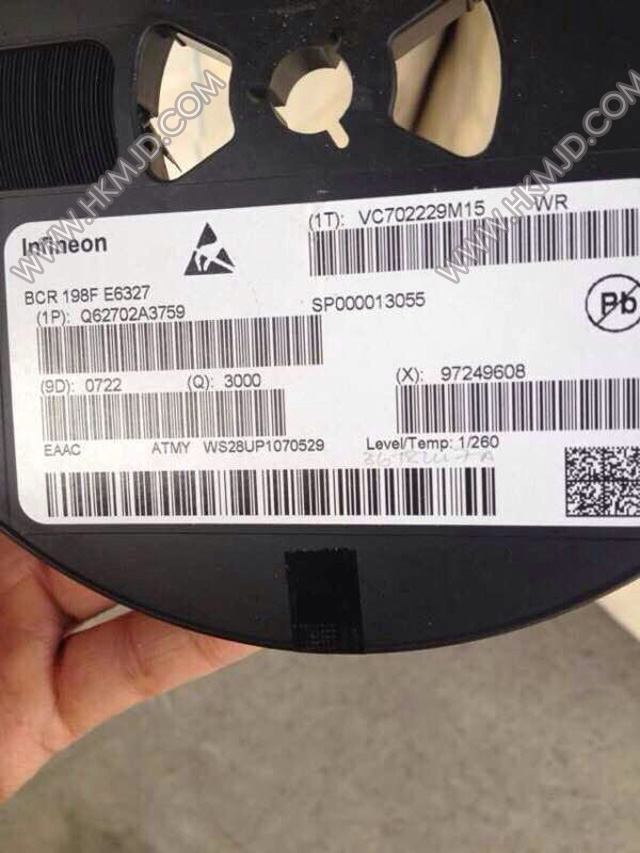 WWW.HKMJD.COM
WWW.HKMJD.COM
Infineon
(1T): VC702229M15 WR
BCR 198F E6327
(1P): Q62702A3759
SP000013055
Pb
(9D): 0722 (Q): 3000
(X): 97249608
EAAC ATMY WS28UP1070529 Level/Temp: 1/260